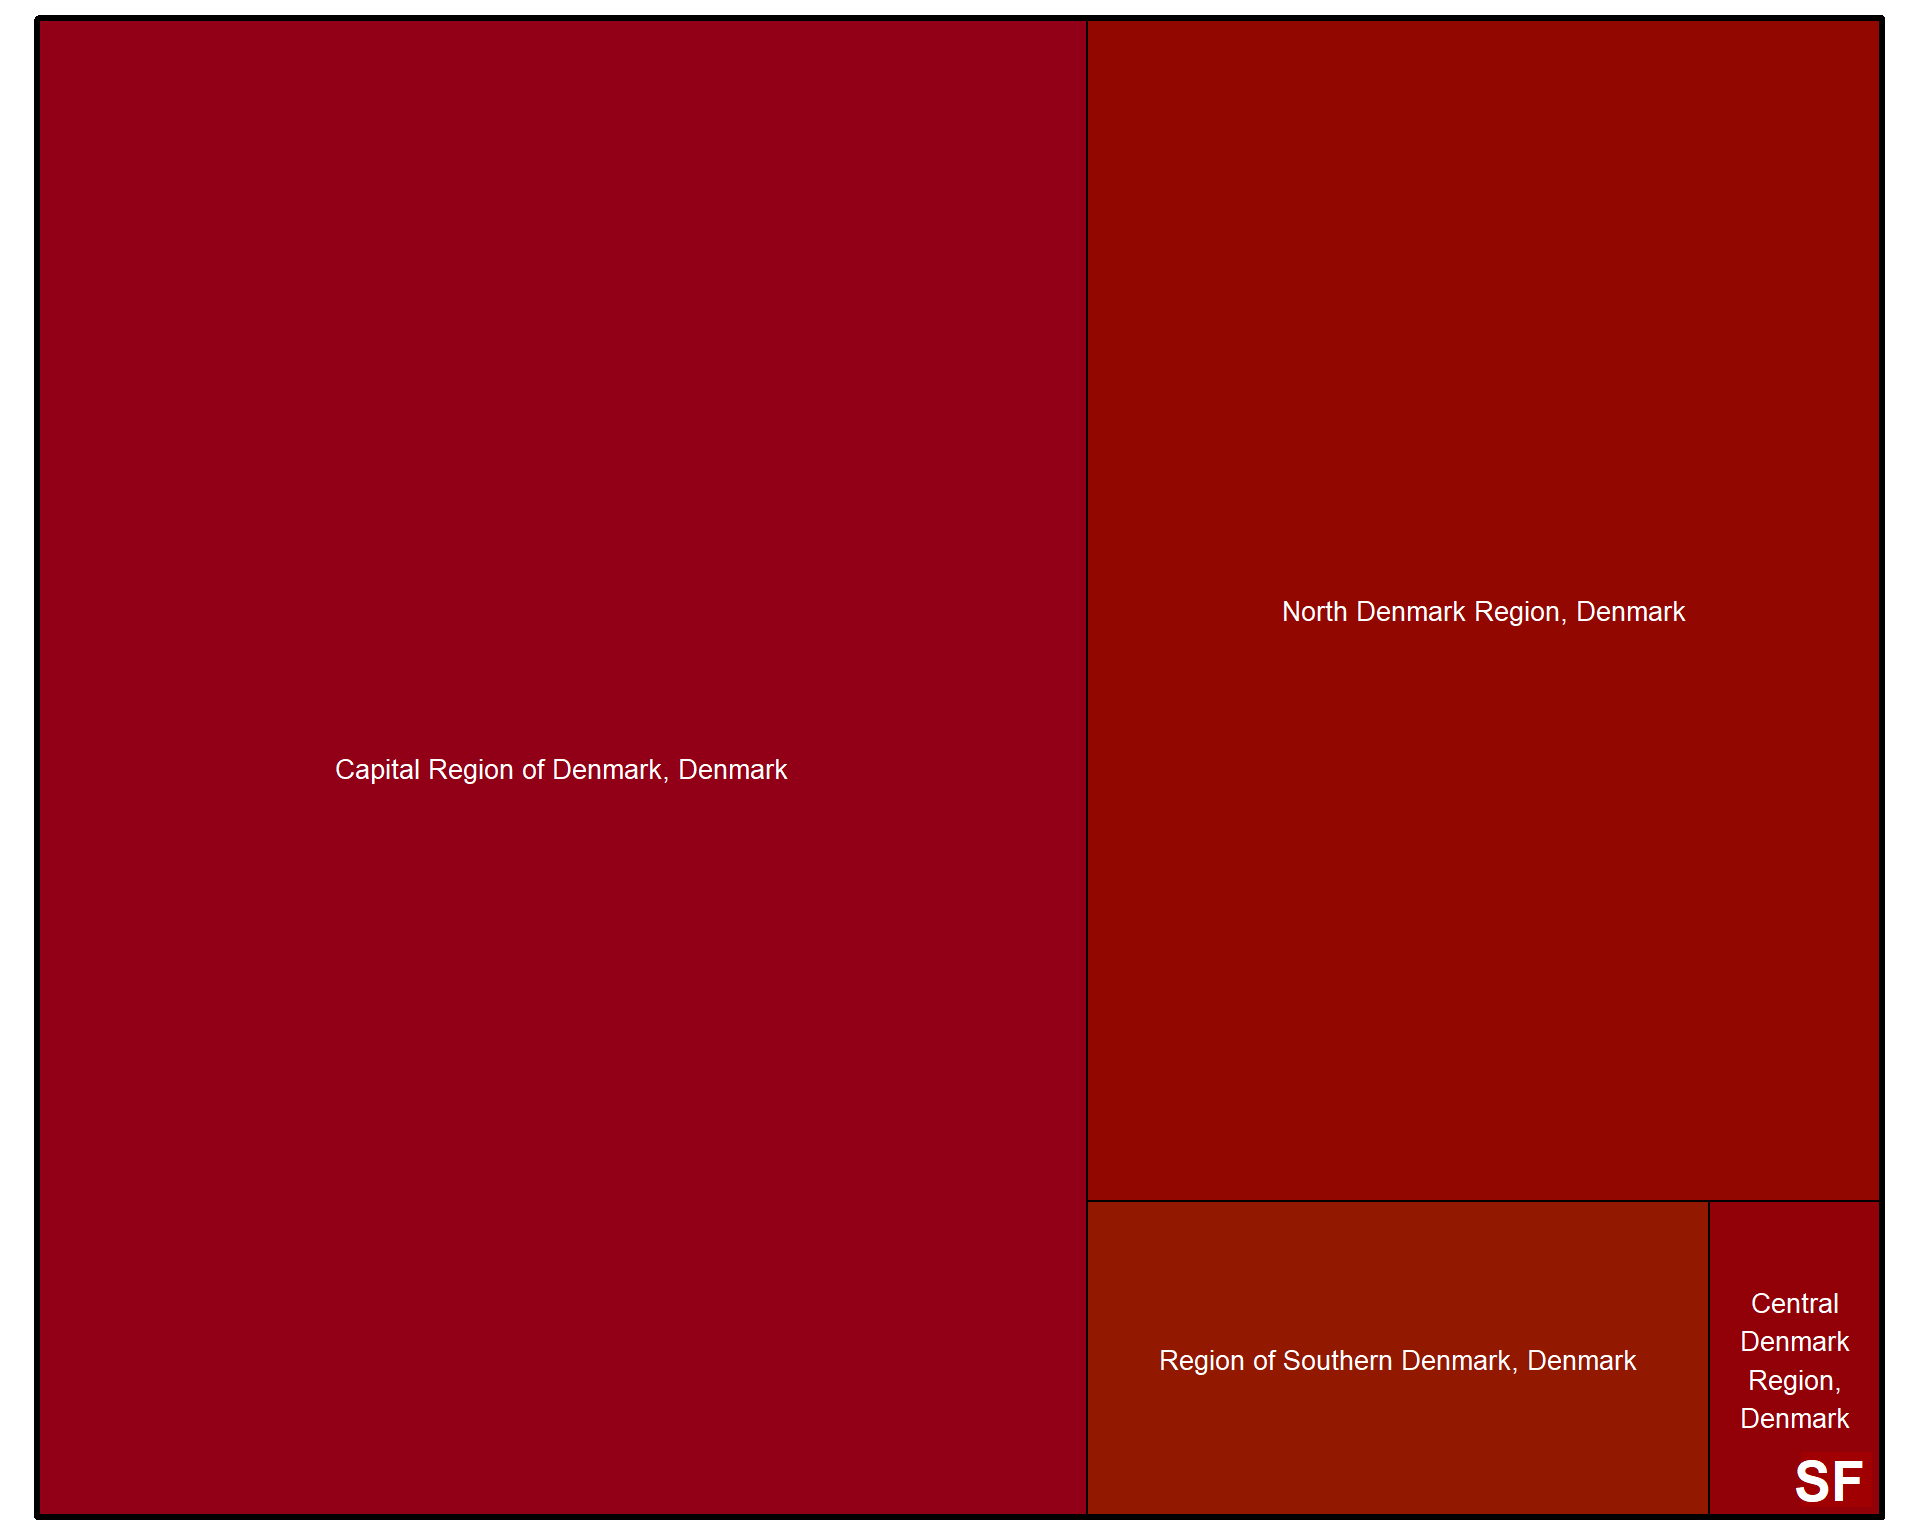 Capital Region of Denmark, Denmark
North Denmark Region, Denmark
Region of Southern Denmark, Denmark
Central
Denmark
Region,
Denmark
SF